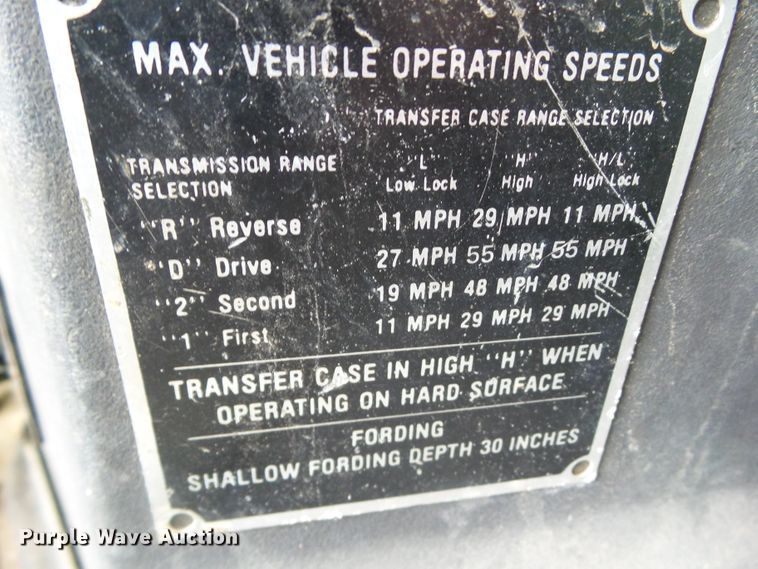 MAX. VEHICLE OPERATING SPEEDS
TRANSFER CASE RANGE SELECTION
TRANSMISSION RANGE SELECTION "L" Low Lock "H" High H/L High Lock
"R" Reverse 11 MPH 29 MPH 11 MPH
"D" Drive 27 MPH 55 MPH 55 MPH
"2" Second 19 MPH 48 MPH 48 MPH
"1" First 11 MPH 29 MPH 29 MPH
TRANSFER CASE IN HIGH "H" WHEN
OPERATING ON HARD SURFACE
FORDING
SHALLOW FORDING DEPTH 30 INCHES
Purple Wave Auction